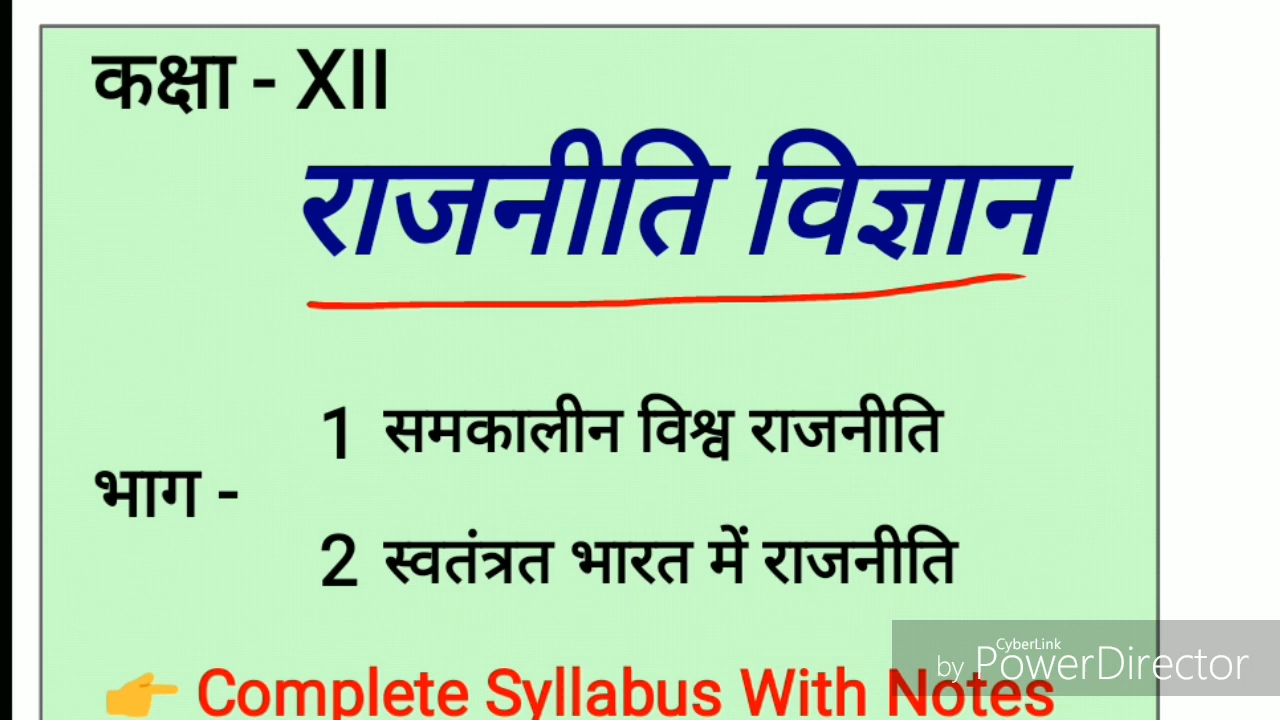 कक्षा - XII
राजनीति विज्ञान
1 समकालीन विश्व राजनीति
भाग -
2 स्वतंत्रत भारत में राजनीति
👉 Complete Syllabus With Notes
CyberLink
by PowerDirector